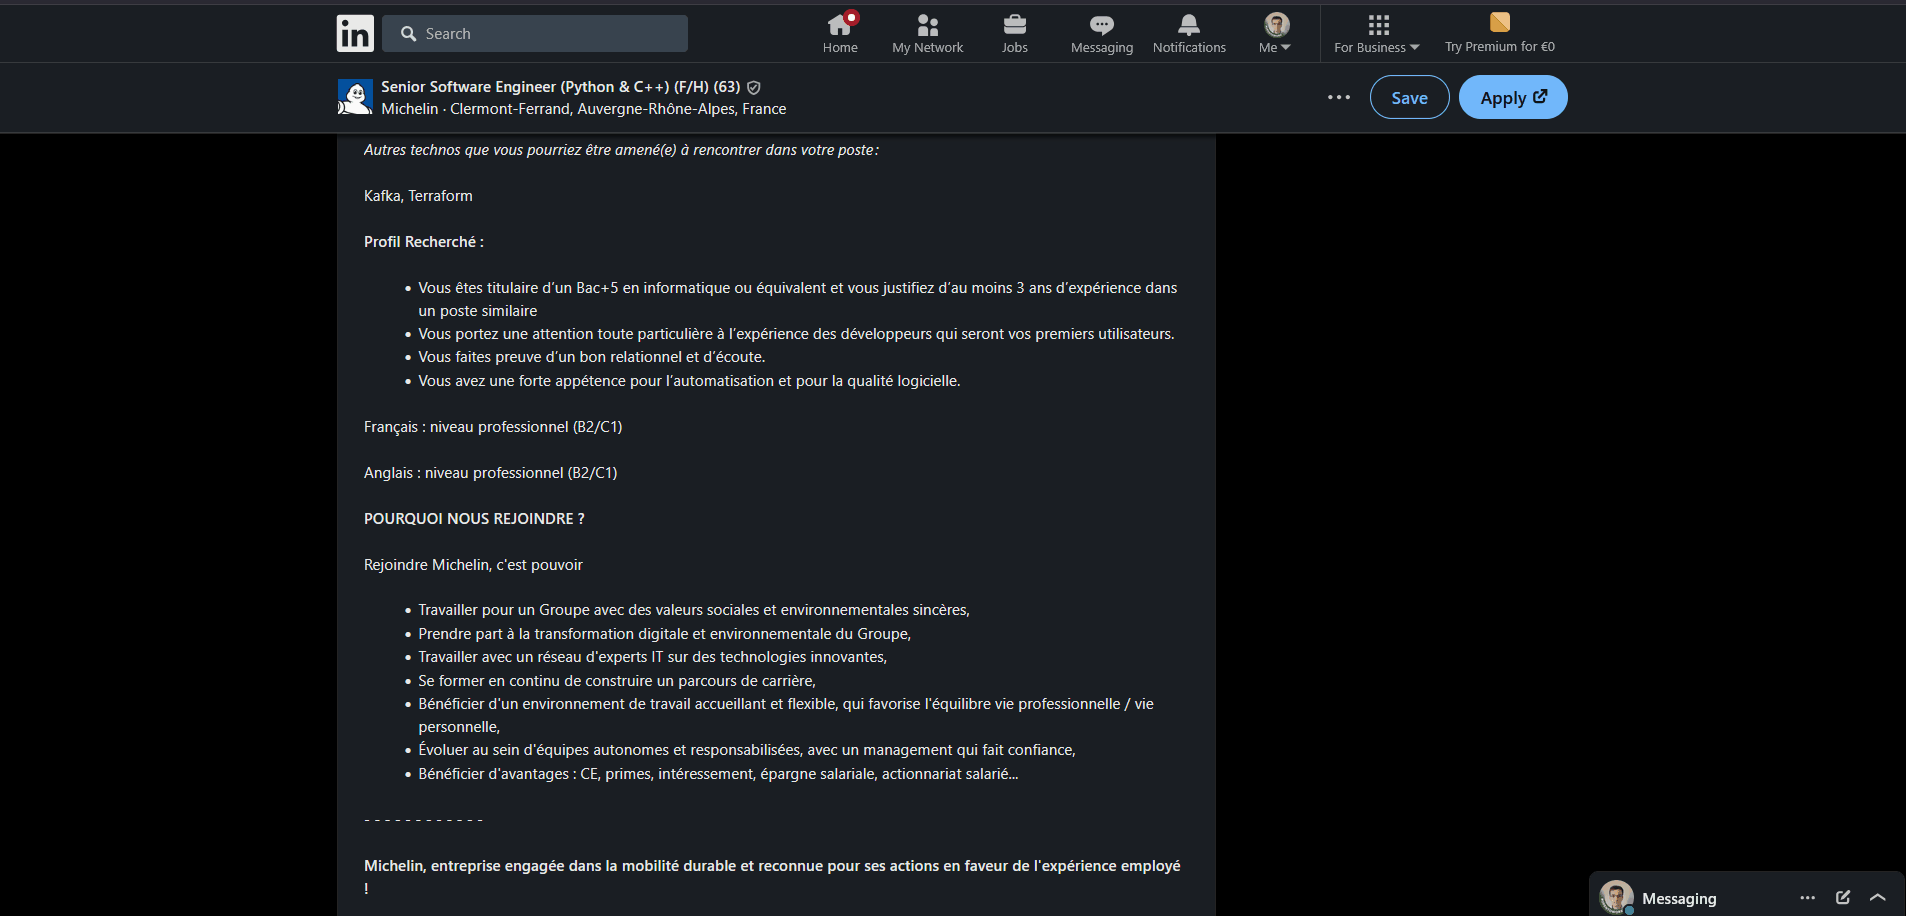 in
Search
Home
My Network
Jobs
Messaging
Notifications
Me
For Business
Try Premium for €0
Senior Software Engineer (Python & C++) (F/H) (63)
Michelin · Clermont-Ferrand, Auvergne-Rhône-Alpes, France
Save
Apply
Autres technos que vous pourriez être amené(e) à rencontrer dans votre poste :
Kafka, Terraform
Profil Recherché :
• Vous êtes titulaire d’un Bac+5 en informatique ou équivalent et vous justifiez d’au moins 3 ans d’expérience dans
un poste similaire
• Vous portez une attention toute particulière à l’expérience des développeurs qui seront vos premiers utilisateurs.
• Vous faites preuve d’un bon relationnel et d’écoute.
• Vous avez une forte appétence pour l’automatisation et pour la qualité logicielle.
Français : niveau professionnel (B2/C1)
Anglais : niveau professionnel (B2/C1)
POURQUOI NOUS REJOINDRE ?
Rejoindre Michelin, c'est pouvoir
• Travailler pour un Groupe avec des valeurs sociales et environnementales sincères,
• Prendre part à la transformation digitale et environnementale du Groupe,
• Travailler avec un réseau d'experts IT sur des technologies innovantes,
• Se former en continu de construire un parcours de carrière,
• Bénéficier d'un environnement de travail accueillant et flexible, qui favorise l'équilibre vie professionnelle / vie
personnelle,
• Évoluer au sein d'équipes autonomes et responsabilisées, avec un management qui fait confiance,
• Bénéficier d'avantages : CE, primes, intéressement, épargne salariale, actionnariat salarié...
- - - - - - - - - - - -
Michelin, entreprise engagée dans la mobilité durable et reconnue pour ses actions en faveur de l'expérience employé
!
Messaging